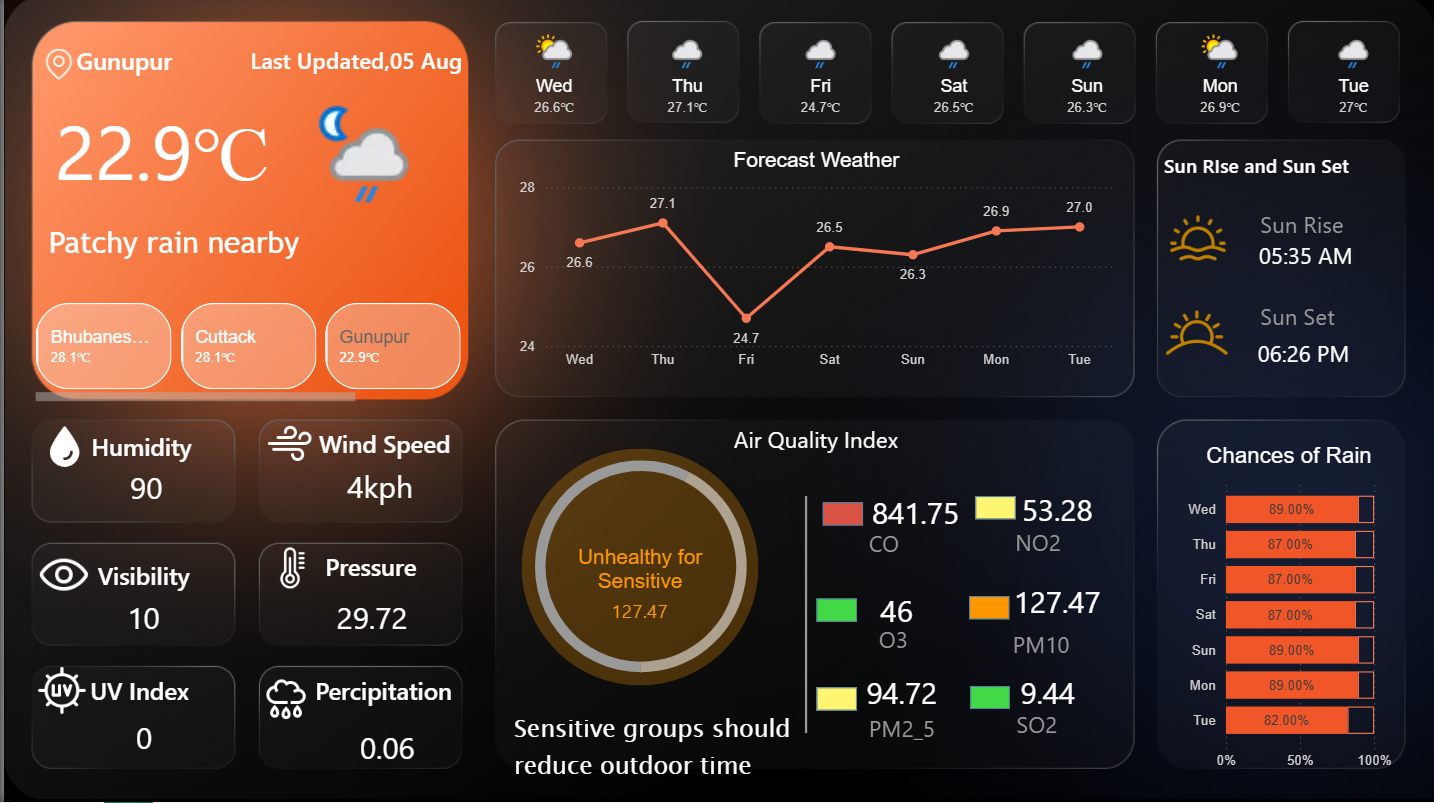 Gunupur
Last Updated,05 Aug
22.9℃
Patchy rain nearby
Bhubanes…
28.1℃
Cuttack
28.1℃
Gunupur
22.9℃
Wed
26.6℃
Thu
27.1℃
Fri
24.7℃
Sat
26.5℃
Sun
26.3℃
Mon
26.9℃
Tue
27℃
Forecast Weather
28
26
24
26.6
27.1
24.7
26.5
26.3
26.9
27.0
Wed
Thu
Fri
Sat
Sun
Mon
Tue
Sun RIse and Sun Set
Sun Rise
05:35 AM
Sun Set
06:26 PM
Humidity
90
Wind Speed
4kph
Visibility
10
Pressure
29.72
UV
UV Index
0
Percipitation
0.06
Air Quality Index
Unhealthy for
Sensitive
127.47
Sensitive groups should
reduce outdoor time
841.75
CO
53.28
NO2
46
O3
127.47
PM10
94.72
PM2_5
9.44
SO2
Chances of Rain
Wed 89.00%
Thu 87.00%
Fri 87.00%
Sat 87.00%
Sun 89.00%
Mon 89.00%
Tue 82.00%
0% 50% 100%